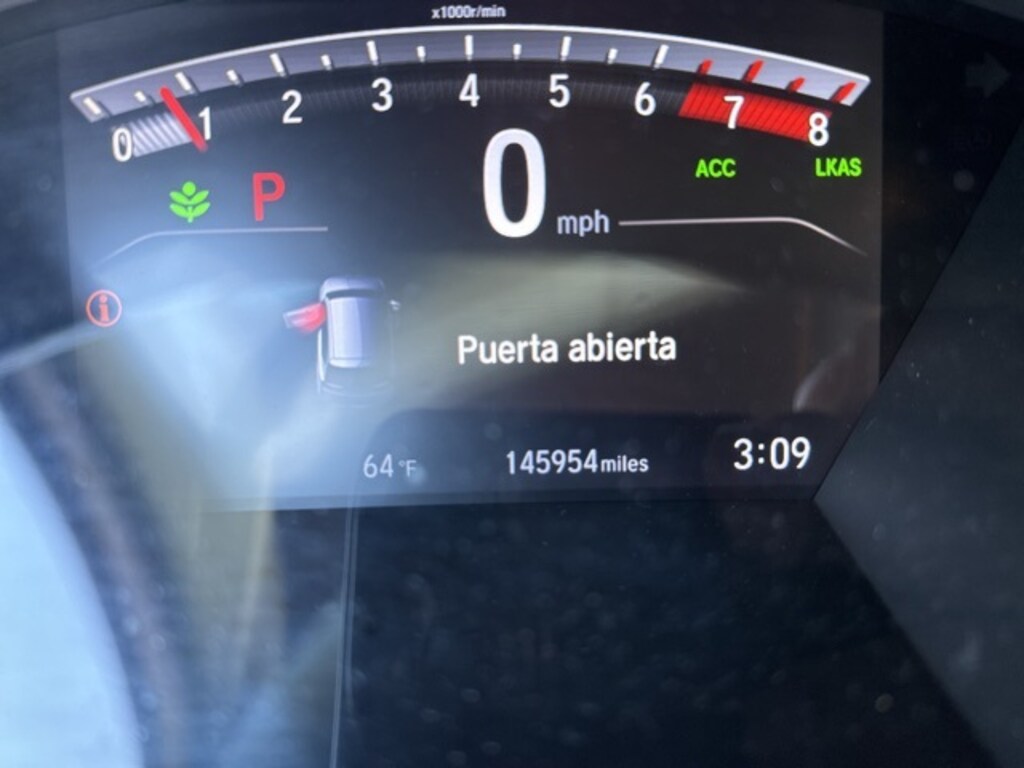 x1000r/min
0 1 2 3 4 5 6 7 8
P 0 mph ACC LKAS
i
Puerta abierta
64°F 145954 miles 3:09